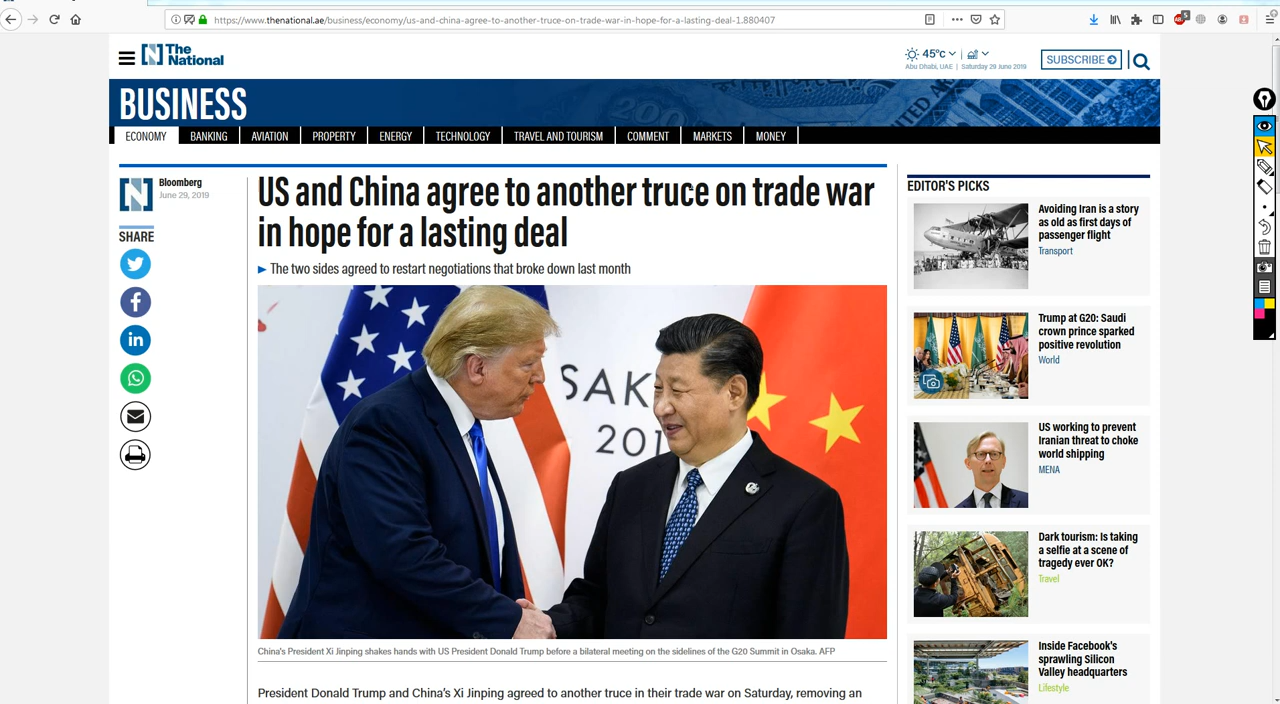 https://www.thenational.ae/business/economy/us-and-china-agree-to-another-truce-on-trade-war-in-hope-for-a-lasting-deal-1.880407
The National
45°C
Abu Dhabi, UAE | Saturday 29 June 2019
SUBSCRIBE
BUSINESS
ECONOMY
BANKING
AVIATION
PROPERTY
ENERGY
TECHNOLOGY
TRAVEL AND TOURISM
COMMENT
MARKETS
MONEY
Bloomberg
June 29, 2019
SHARE
US and China agree to another truce on trade war
in hope for a lasting deal
The two sides agreed to restart negotiations that broke down last month
SAK
201
China's President Xi Jinping shakes hands with US President Donald Trump before a bilateral meeting on the sidelines of the G20 Summit in Osaka. AFP
President Donald Trump and China's Xi Jinping agreed to another truce in their trade war on Saturday, removing an
EDITOR'S PICKS
Avoiding Iran is a story
as old as first days of
passenger flight
Transport
Trump at G20: Saudi
crown prince sparked
positive revolution
World
US working to prevent
Iranian threat to choke
world shipping
MENA
Dark tourism: Is taking
a selfie at a scene of
tragedy ever OK?
Travel
Inside Facebook's
sprawling Silicon
Valley headquarters
Lifestyle